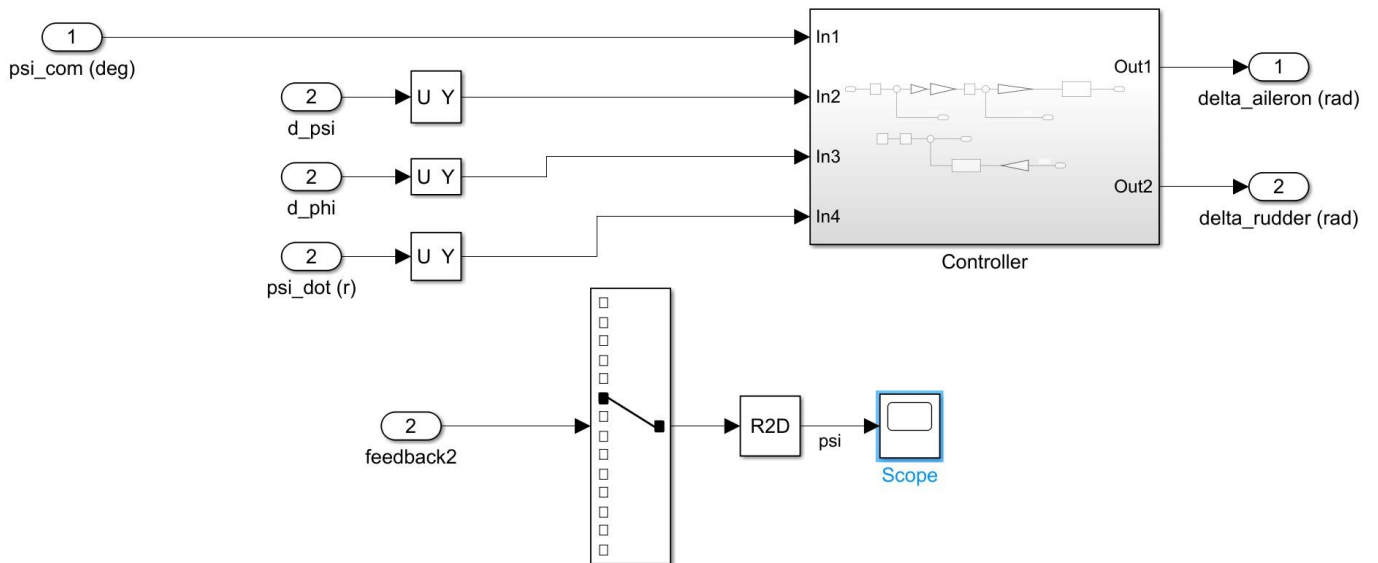 1
psi_com (deg)
2
d_psi
U Y
2
d_phi
U Y
2
psi_dot (r)
U Y
In1
In2
In3
In4
Out1
Out2
Controller
1
delta_aileron (rad)
2
delta_rudder (rad)
2
feedback2
R2D
psi
Scope